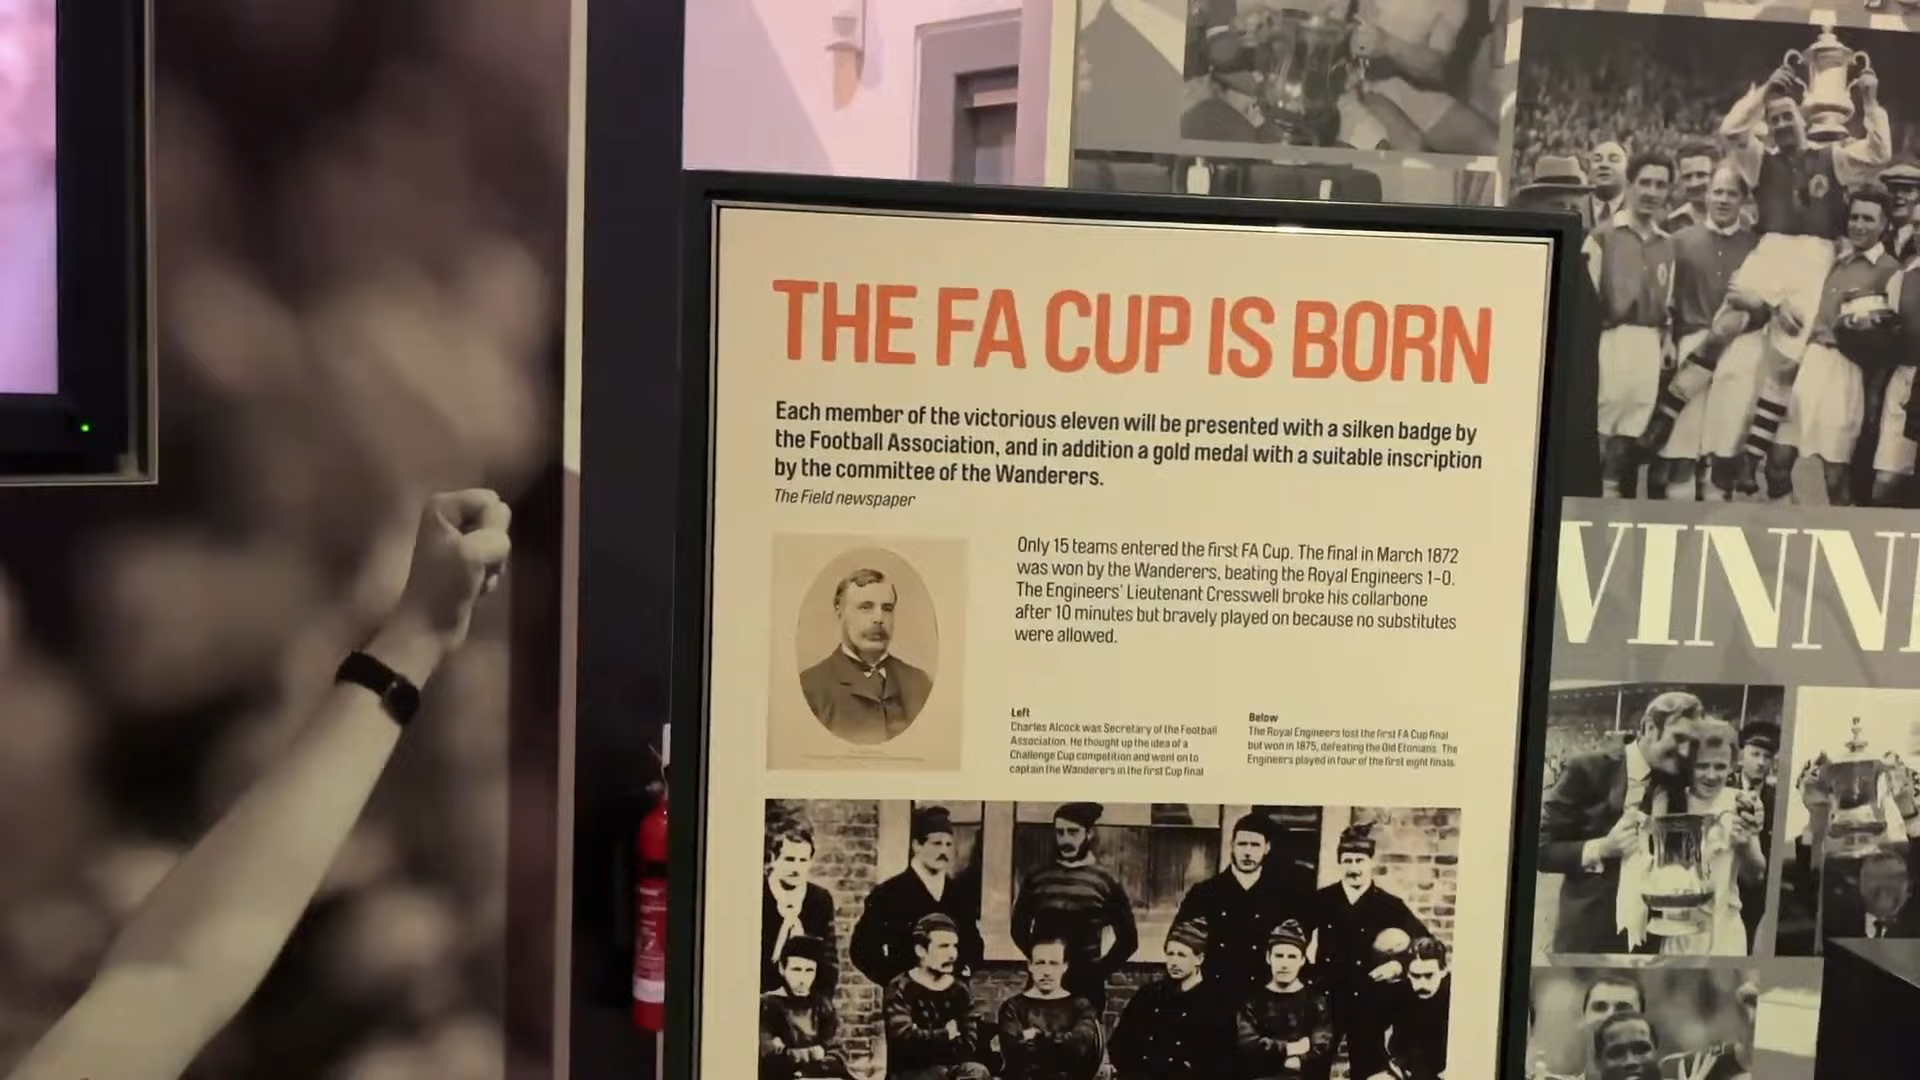 THE FA CUP IS BORN
Each member of the victorious eleven will be presented with a silken badge by
the Football Association, and in addition a gold medal with a suitable inscription
by the committee of the Wanderers.
The Field newspaper
Only 15 teams entered the first FA Cup. The final in March 1872
was won by the Wanderers, beating the Royal Engineers 1-0.
The Engineers' Lieutenant Cresswell broke his collarbone
after 10 minutes but bravely played on because no substitutes
were allowed.
Left
Charles Alcock was Secretary of the Football
Association. He thought up the idea of a
Challenge Cup competition and went on to
captain the Wanderers in the first Cup final
Below
The Royal Engineers lost the first FA Cup final
but won in 1875, defeating the Old Etonians. The
Engineers played in four of the first eight finals.